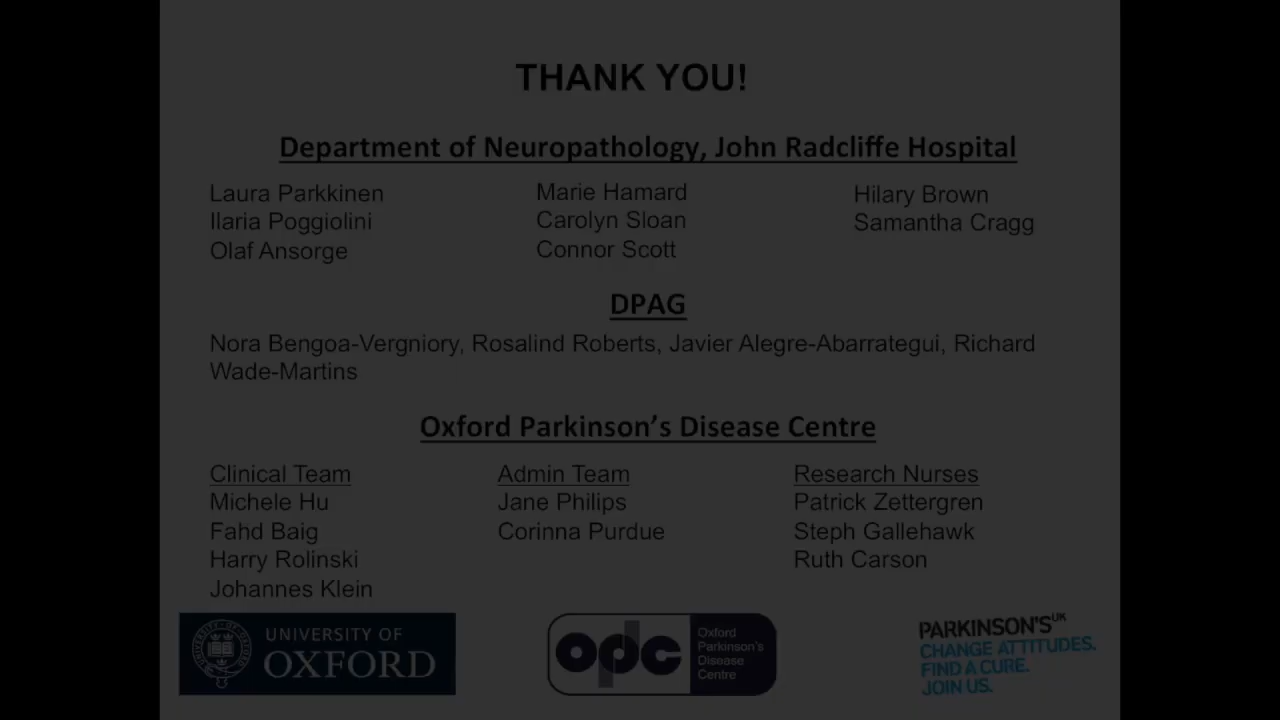 THANK YOU!
Department of Neuropathology, John Radcliffe Hospital
Laura Parkkinen
Ilaria Poggiolini
Olaf Ansorge
Marie Hamard
Carolyn Sloan
Connor Scott
Hilary Brown
Samantha Cragg
DPAG
Nora Bengoa-Vergniory, Rosalind Roberts, Javier Alegre-Abarrategui, Richard
Wade-Martins
Oxford Parkinson’s Disease Centre
Clinical Team
Michele Hu
Fahd Baig
Harry Rolinski
Johannes Klein
Admin Team
Jane Philips
Corinna Purdue
Research Nurses
Patrick Zettergren
Steph Gallehawk
Ruth Carson
UNIVERSITY OF
OXFORD
opdc
Oxford
Parkinson's
Disease
Centre
PARKINSON'S UK
CHANGE ATTITUDES.
FIND A CURE.
JOIN US.